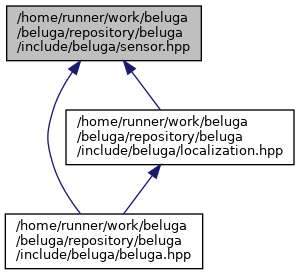 /home/runner/work/beluga
/beluga/repository/beluga
/include/beluga/sensor.hpp
/home/runner/work/beluga
/beluga/repository/beluga
/include/beluga/localization.hpp
/home/runner/work/beluga
/beluga/repository/beluga
/include/beluga/beluga.hpp